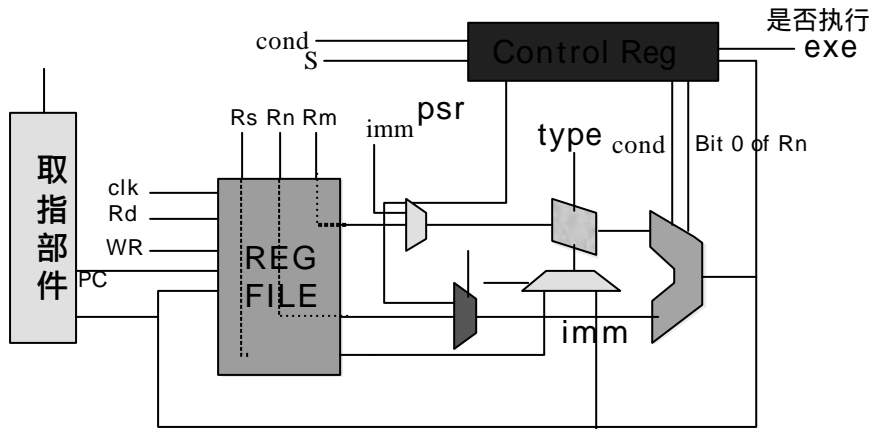 是否执行
cond
S
Control Reg
exe
取指部件
Rs Rn Rm
imm
psr
type
cond
Bit 0 of Rn
clk
Rd
WR
PC
REG
FILE
imm